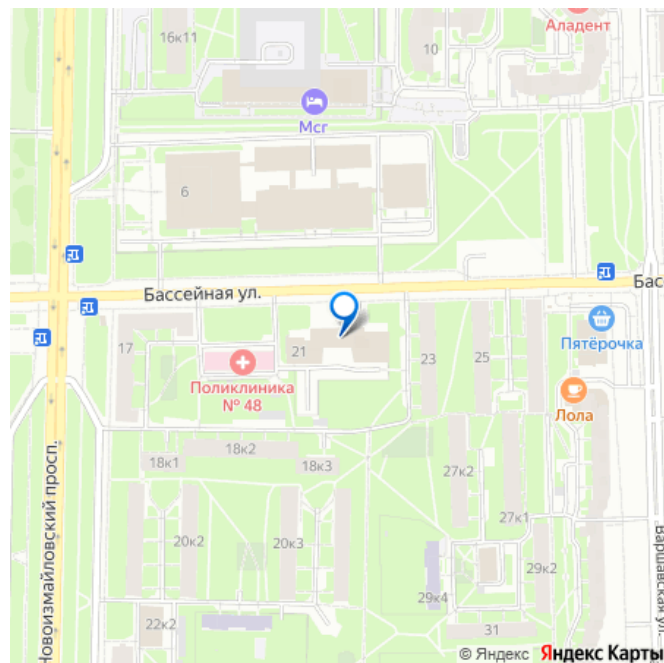 16к11
10
Аладент
Мсг
6
Бассейная ул.
Бас
17
21
23
25
Пятёрочка
Поликлиника
№ 48
Лола
18к1
18к2
18к3
27к2
27к1
20к2
20к3
29к2
29к4
22к2
31
Новоизмайловский просп.
Варшавская ул.
© Яндекс Яндекс Карты